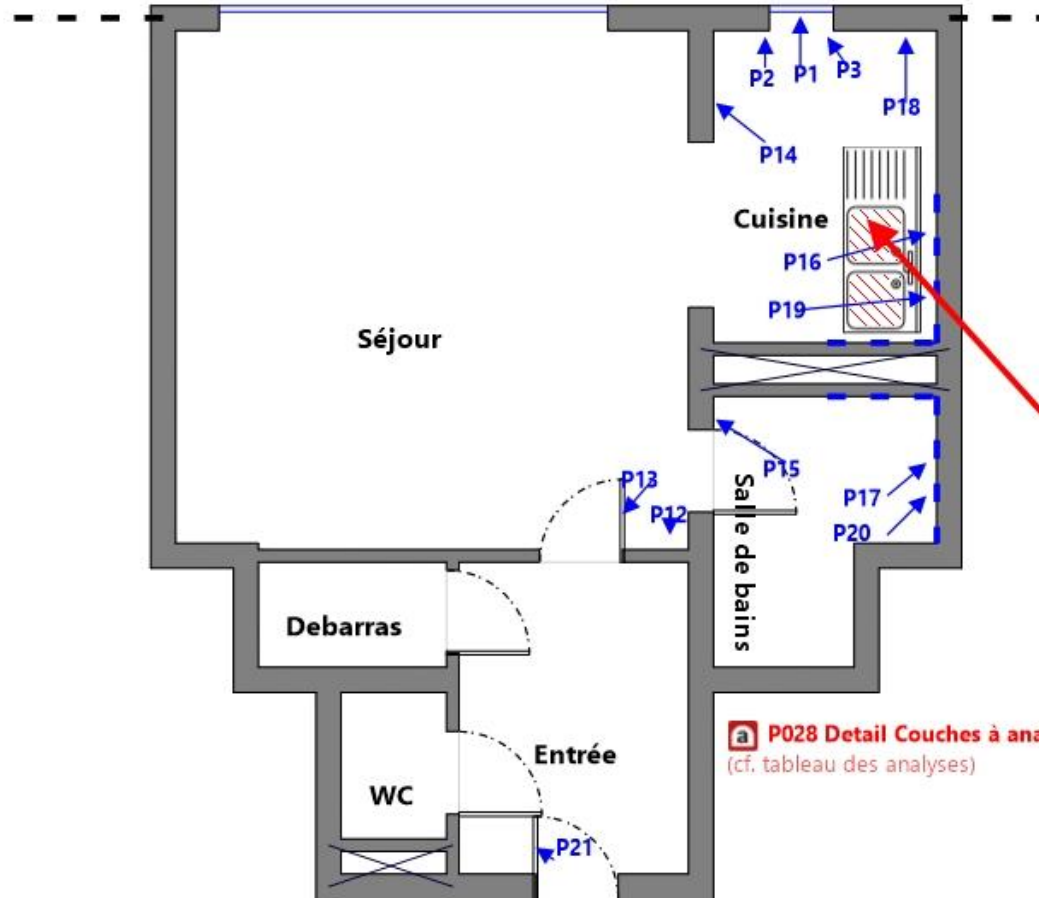 P2
P1
P3
P18
P14
Cuisine
P16
P19
Séjour
P15
P13
P12
P17
P20
Salle de bains
Debarras
a P028 Detail Couches à ana
(cf. tableau des analyses)
Entrée
WC
P21